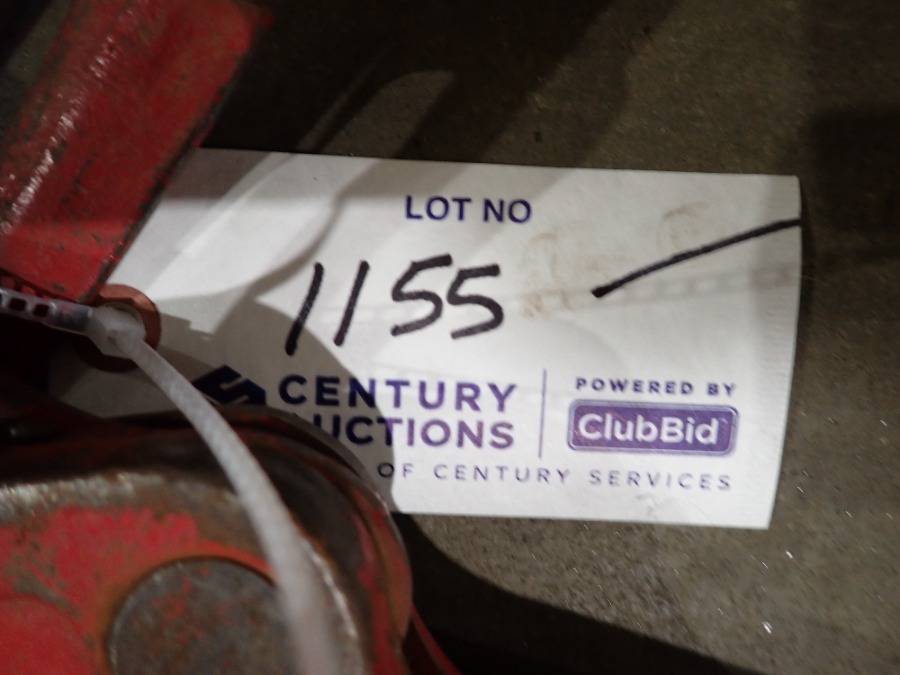 LOT NO
1155 —
CENTURY
UCTIONS
POWERED BY
ClubBid
OF CENTURY SERVICES